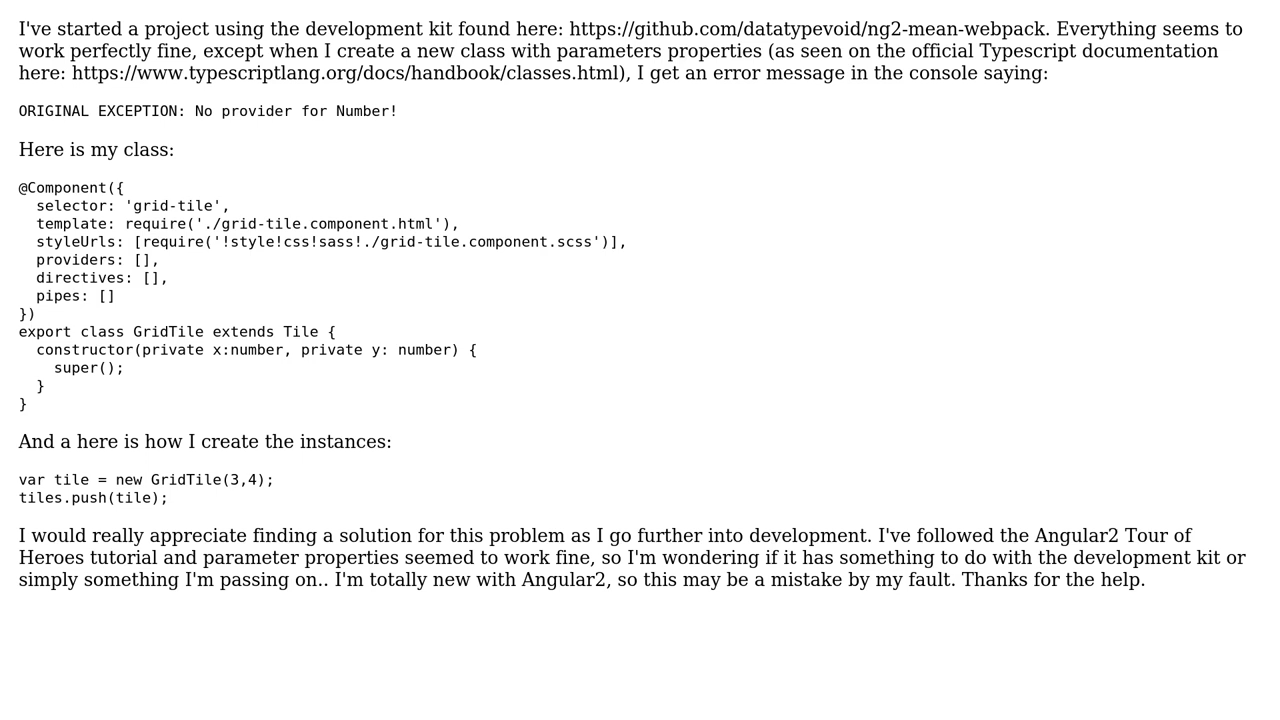 I've started a project using the development kit found here: https://github.com/datatypevoid/ng2-mean-webpack. Everything seems to
work perfectly fine, except when I create a new class with parameters properties (as seen on the official Typescript documentation
here: https://www.typescriptlang.org/docs/handbook/classes.html), I get an error message in the console saying:
ORIGINAL EXCEPTION: No provider for Number!
Here is my class:
@Component({
  selector: 'grid-tile',
  template: require('./grid-tile.component.html'),
  styleUrls: [require('!style!css!sass!./grid-tile.component.scss')],
  providers: [],
  directives: [],
  pipes: []
})
export class GridTile extends Tile {
  constructor(private x:number, private y: number) {
    super();
  }
}
And a here is how I create the instances:
var tile = new GridTile(3,4);
tiles.push(tile);
I would really appreciate finding a solution for this problem as I go further into development. I've followed the Angular2 Tour of
Heroes tutorial and parameter properties seemed to work fine, so I'm wondering if it has something to do with the development kit or
simply something I'm passing on.. I'm totally new with Angular2, so this may be a mistake by my fault. Thanks for the help.